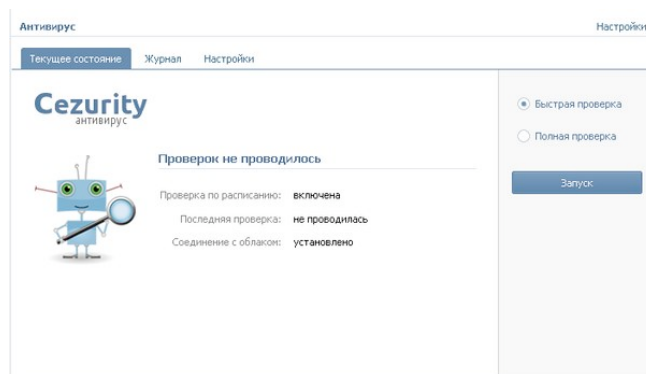 Антивирус
Настройки
Текущее состояние Журнал Настройки
Cezurity
антивирус
Быстрая проверка
Полная проверка
Запуск
Проверок не проводилось
Проверка по расписанию: включена
Последняя проверка: не проводилась
Соединение с облаком: установлено